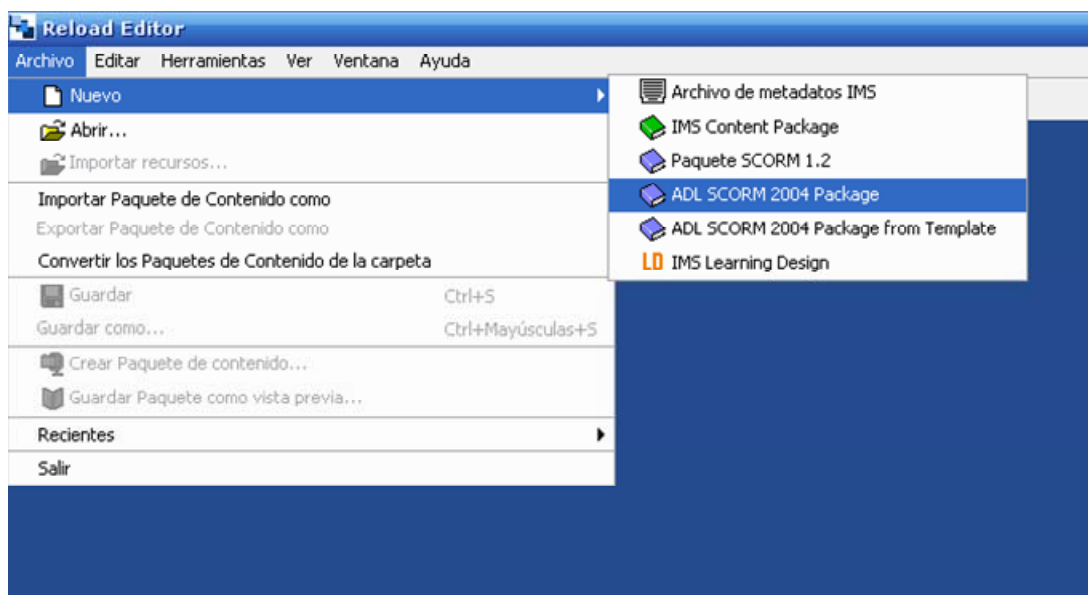 Reload Editor
Archivo Editar Herramientas Ver Ventana Ayuda
Nuevo
Abrir...
Importar recursos...
Importar Paquete de Contenido como
Exportar Paquete de Contenido como
Convertir los Paquetes de Contenido de la carpeta
Guardar Ctrl+S
Guardar como... Ctrl+Mayúsculas+S
Crear Paquete de contenido...
Guardar Paquete como vista previa...
Recientes
Salir
Archivo de metadatos IMS
IMS Content Package
Paquete SCORM 1.2
ADL SCORM 2004 Package
ADL SCORM 2004 Package from Template
LD IMS Learning Design